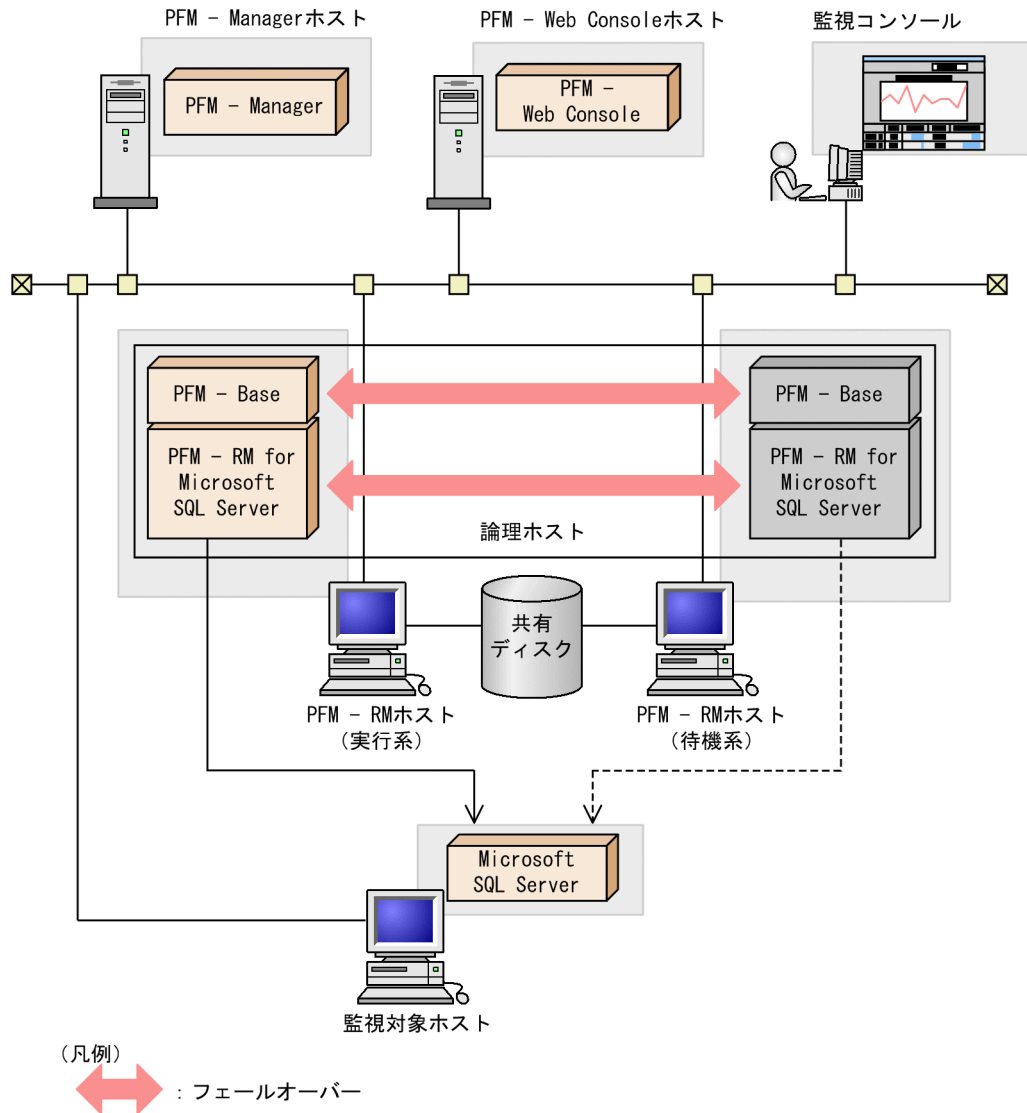 PFM - Managerホスト
PFM - Web Consoleホスト
監視コンソール
PFM - Manager
PFM -
Web Console
PFM - Base
PFM - Base
PFM - RM for
Microsoft
SQL Server
PFM - RM for
Microsoft
SQL Server
論理ホスト
共有
ディスク
PFM - RMホスト
(実行系)
PFM - RMホスト
(待機系)
Microsoft
SQL Server
監視対象ホスト
(凡例)
: フェールオーバー